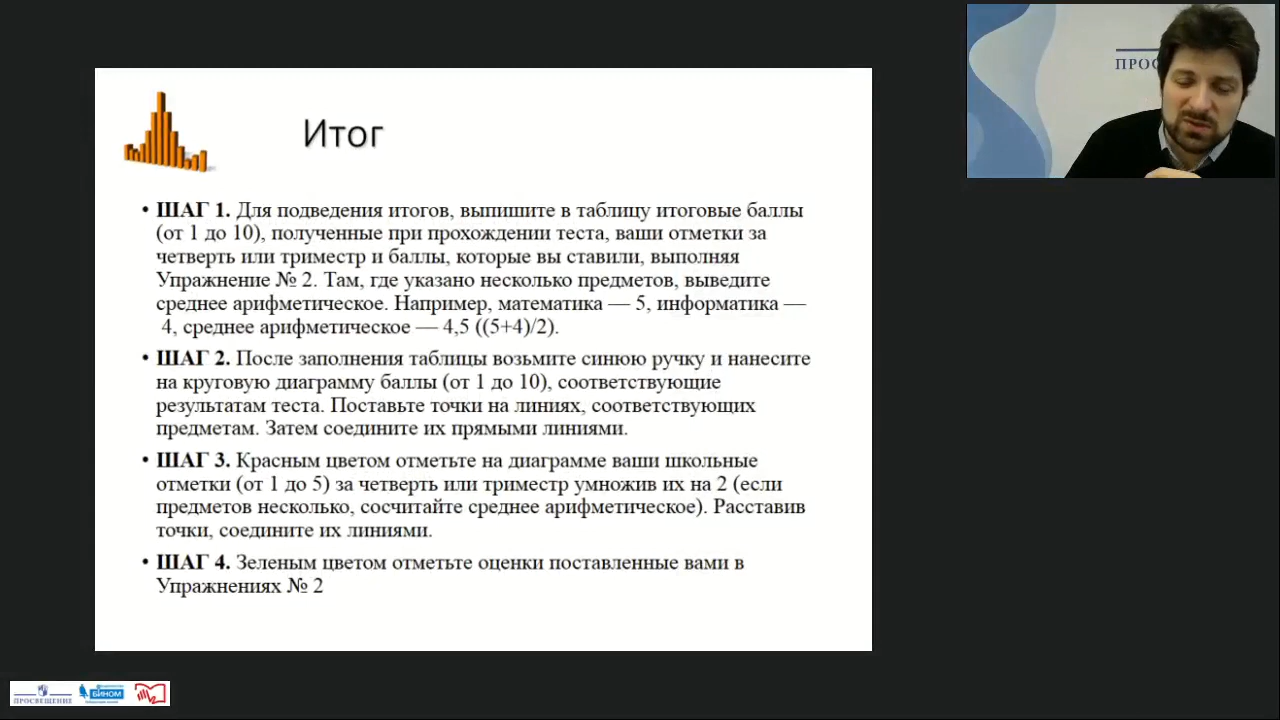 ПРОС
Итог
• ШАГ 1. Для подведения итогов, выпишите в таблицу итоговые баллы
(от 1 до 10), полученные при прохождении теста, ваши отметки за
четверть или триместр и баллы, которые вы ставили, выполняя
Упражнение № 2. Там, где указано несколько предметов, выведите
среднее арифметическое. Например, математика — 5, информатика —
4, среднее арифметическое — 4,5 ((5+4)/2).
• ШАГ 2. После заполнения таблицы возьмите синюю ручку и нанесите
на круговую диаграмму баллы (от 1 до 10), соответствующие
результатам теста. Поставьте точки на линиях, соответствующих
предметам. Затем соедините их прямыми линиями.
• ШАГ 3. Красным цветом отметьте на диаграмме ваши школьные
отметки (от 1 до 5) за четверть или триместр умножив их на 2 (если
предметов несколько, сосчитайте среднее арифметическое). Расставив
точки, соедините их линиями.
• ШАГ 4. Зеленым цветом отметьте оценки поставленные вами в
Упражнениях № 2
ПРОСВЕЩЕНИЕ
БИНОМ